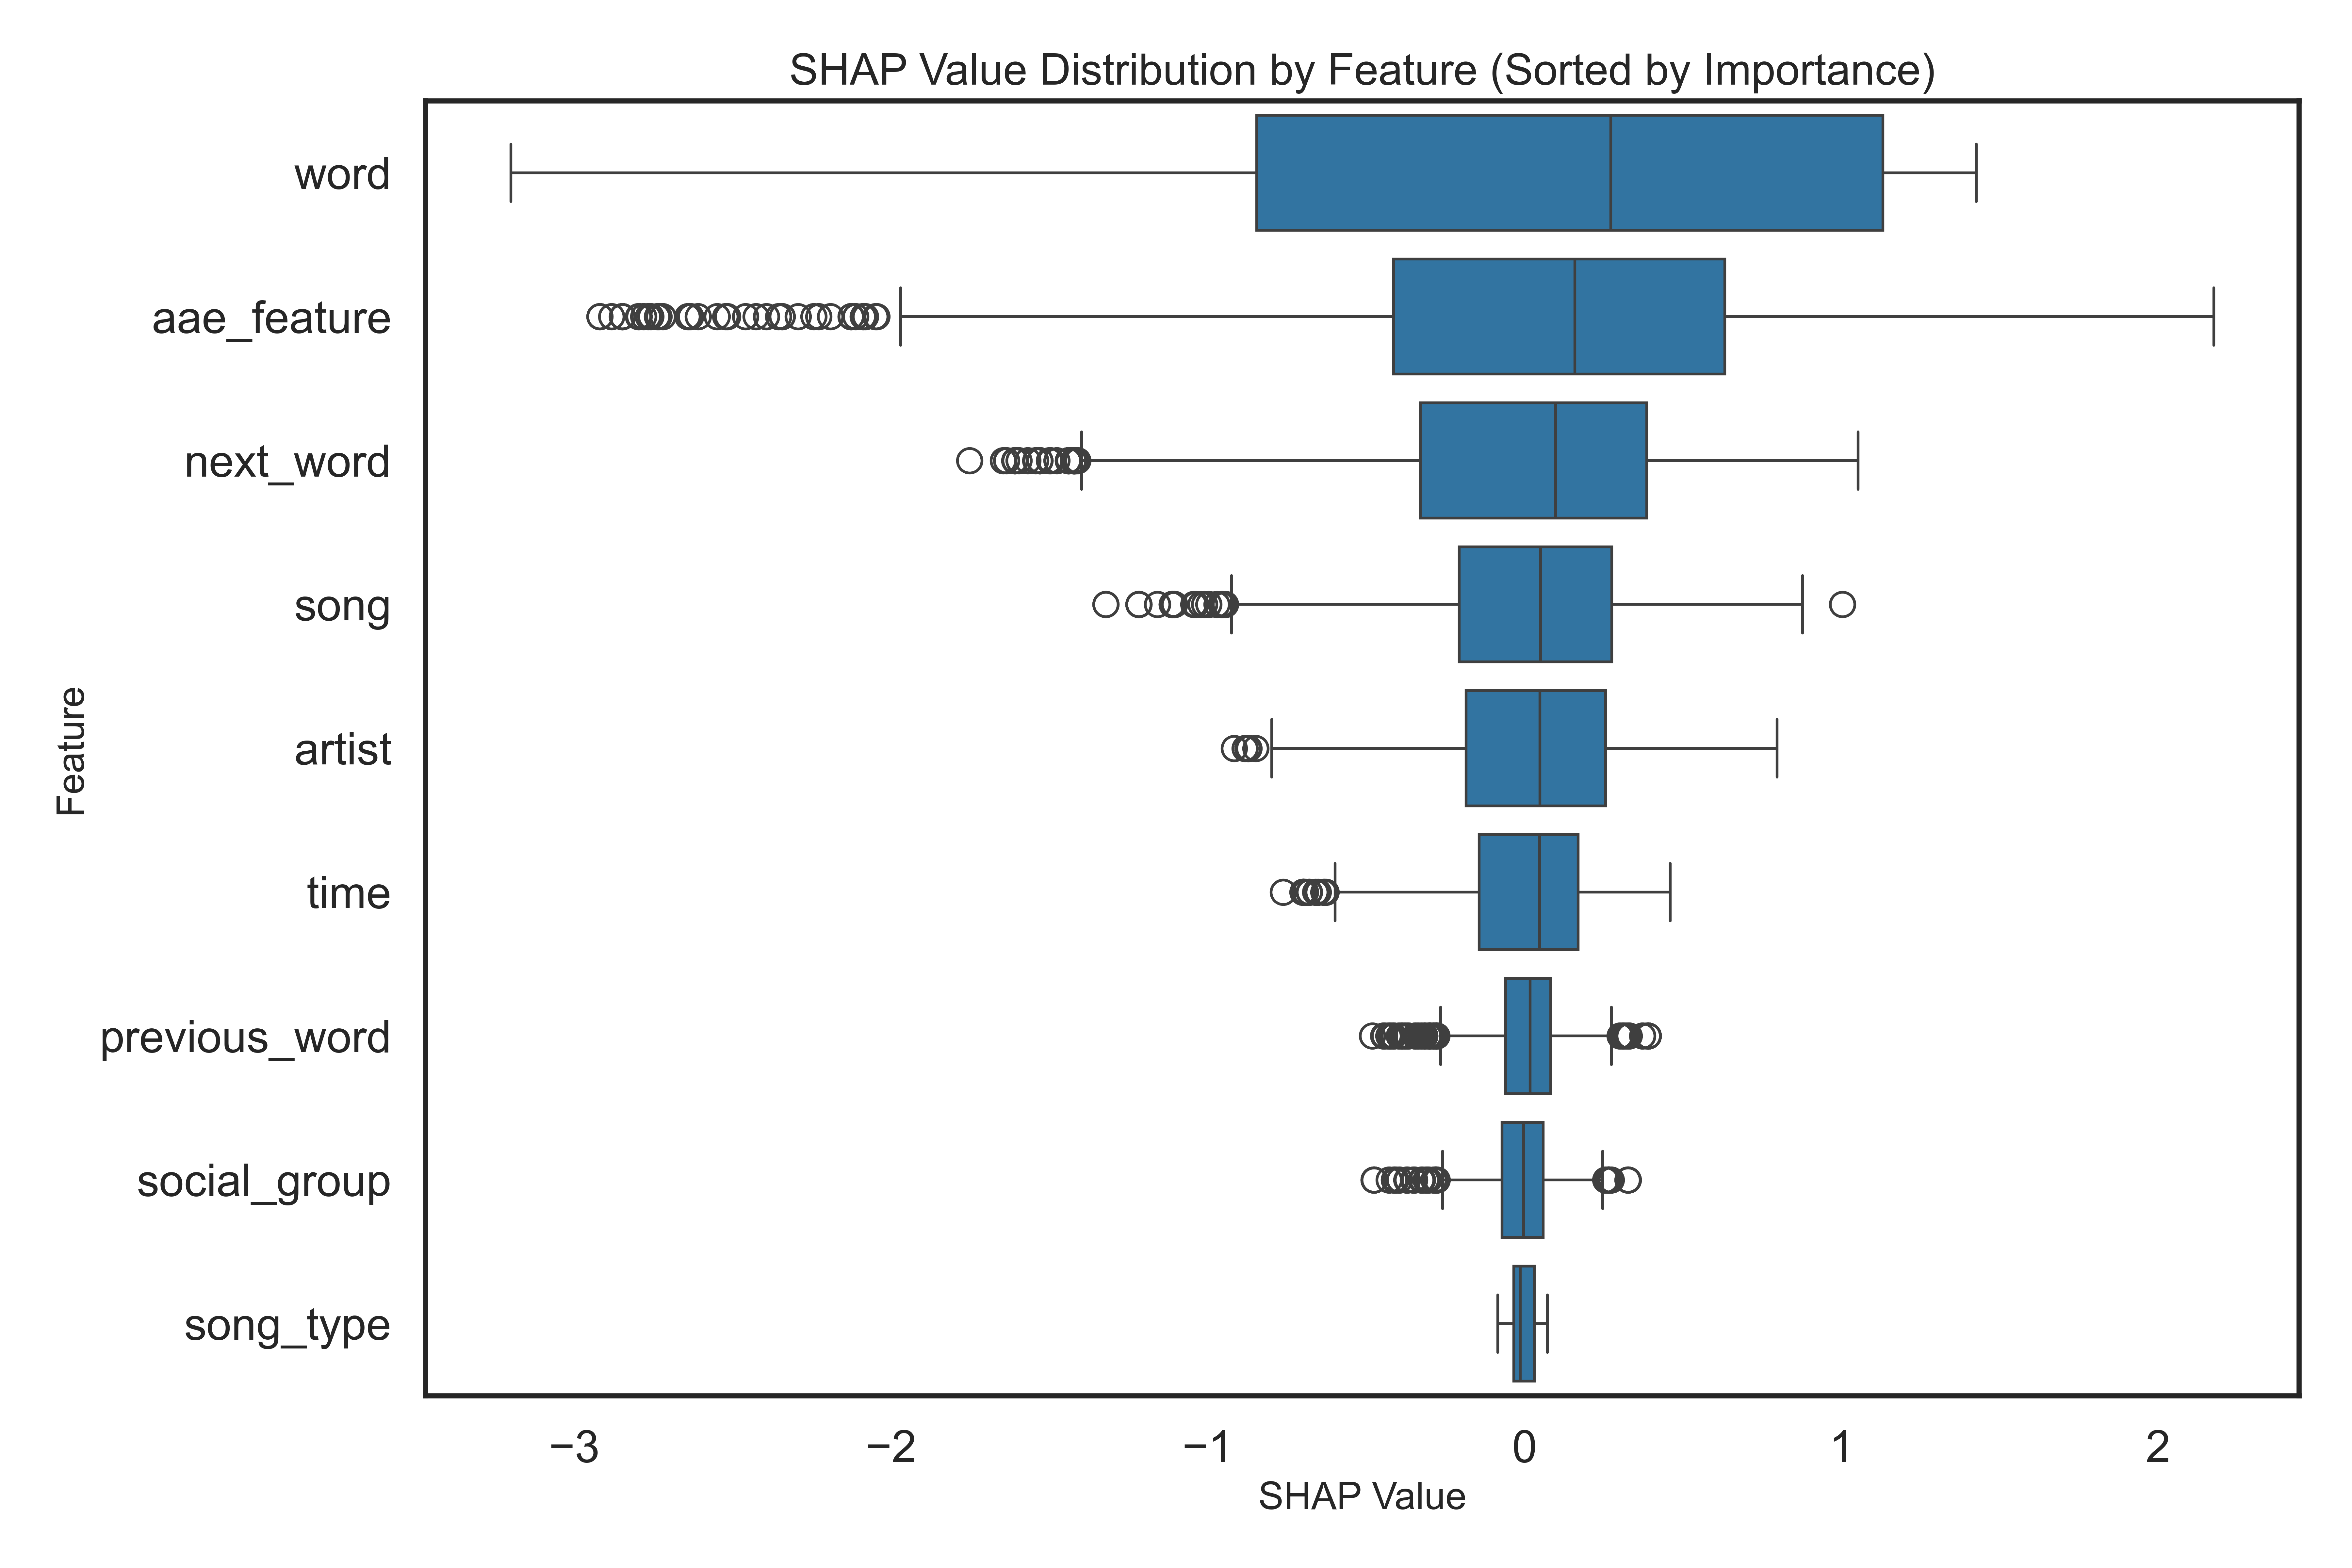 SHAP Value Distribution by Feature (Sorted by Importance)
Feature
word
aae_feature
next_word
song
artist
time
previous_word
social_group
song_type
−3 −2 −1 0 1 2
SHAP Value